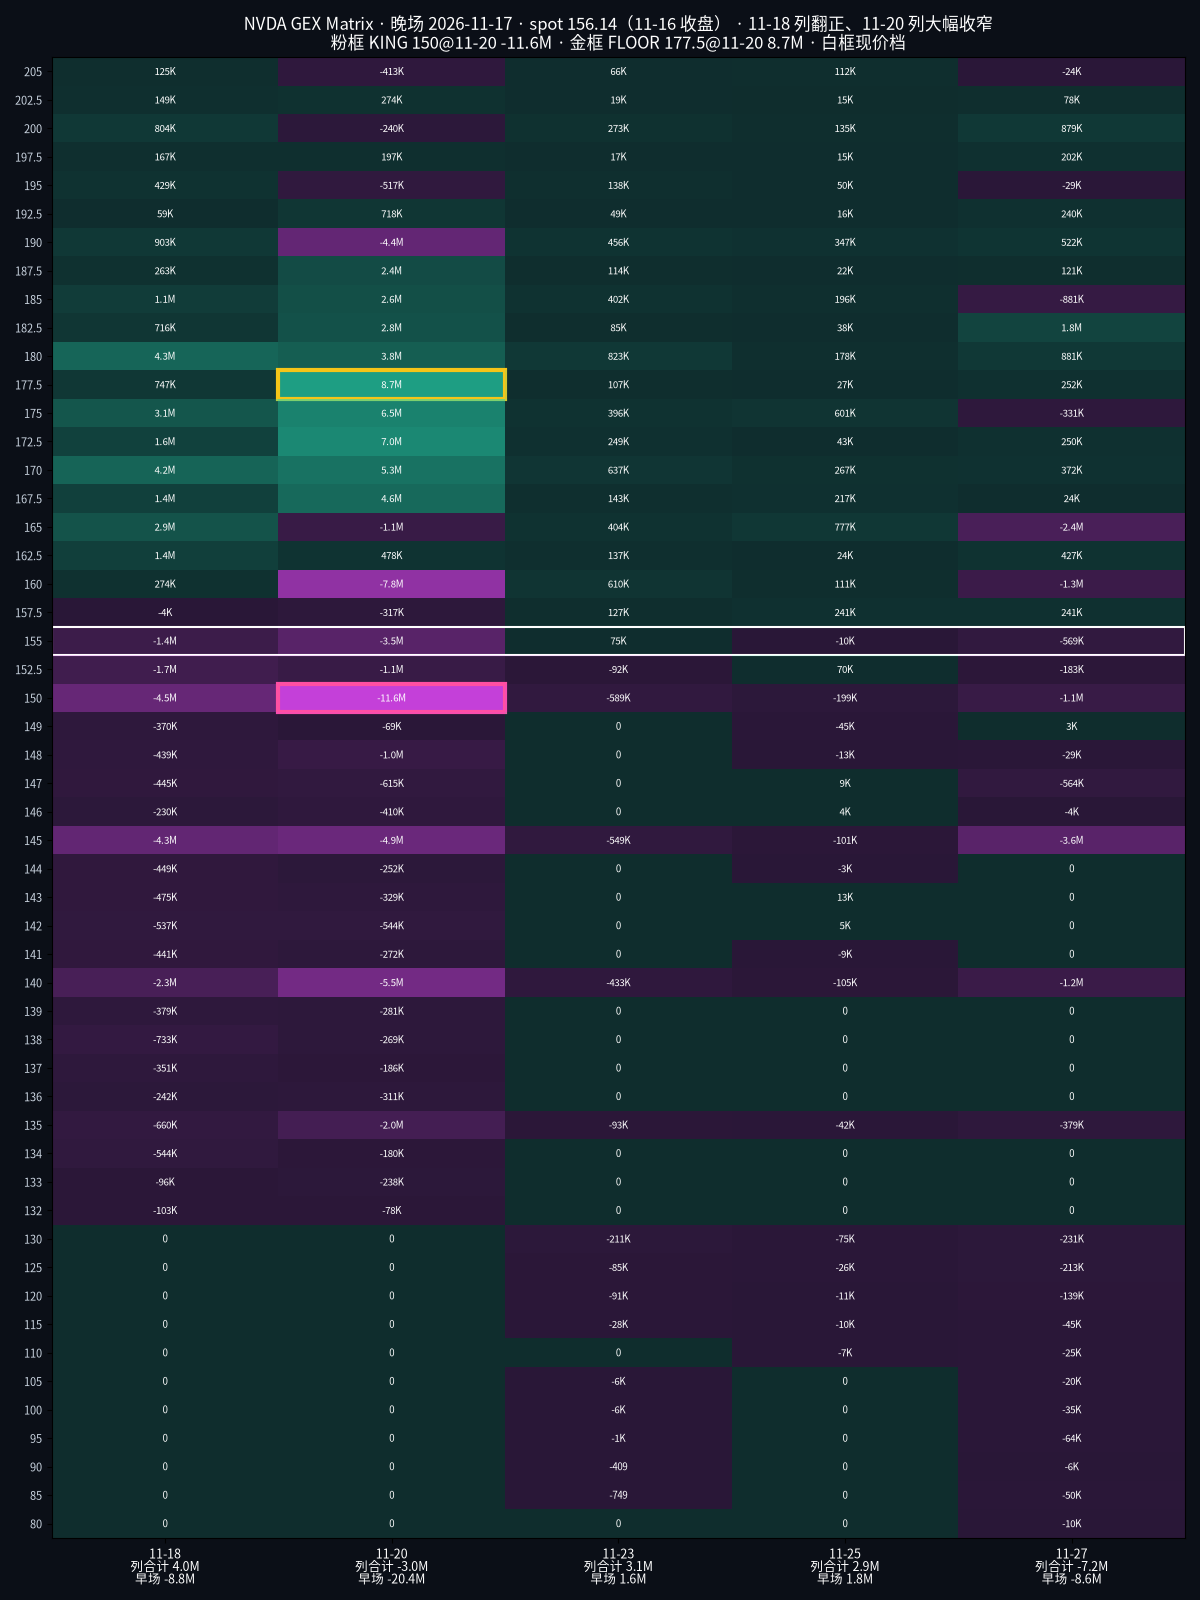 NVDA GEX Matrix · 晚场 2026-11-17 · spot 156.14（11-16 收盘） · 11-18 列翻正、11-20 列大幅收窄
粉框 KING 150@11-20 -11.6M · 金框 FLOOR 177.5@11-20 8.7M · 白框现价档
205 125K -413K 66K 112K -24K
202.5 149K 274K 19K 15K 78K
200 804K -240K 273K 135K 879K
197.5 167K 197K 17K 15K 202K
195 429K -517K 138K 50K -29K
192.5 59K 718K 49K 16K 240K
190 903K -4.4M 456K 347K 522K
187.5 263K 2.4M 114K 22K 121K
185 1.1M 2.6M 402K 196K -881K
182.5 716K 2.8M 85K 38K 1.8M
180 4.3M 3.8M 823K 178K 881K
177.5 747K 8.7M 107K 27K 252K
175 3.1M 6.5M 396K 601K -331K
172.5 1.6M 7.0M 249K 43K 250K
170 4.2M 5.3M 637K 267K 372K
167.5 1.4M 4.6M 143K 217K 24K
165 2.9M -1.1M 404K 777K -2.4M
162.5 1.4M 478K 137K 24K 427K
160 274K -7.8M 610K 111K -1.3M
157.5 -4K -317K 127K 241K 241K
155 -1.4M -3.5M 75K -10K -569K
152.5 -1.7M -1.1M -92K 70K -183K
150 -4.5M -11.6M -589K -199K -1.1M
149 -370K -69K 0 -45K 3K
148 -439K -1.0M 0 -13K -29K
147 -445K -615K 0 9K -564K
146 -230K -410K 0 4K -4K
145 -4.3M -4.9M -549K -101K -3.6M
144 -449K -252K 0 -3K 0
143 -475K -329K 0 13K 0
142 -537K -544K 0 5K 0
141 -441K -272K 0 -9K 0
140 -2.3M -5.5M -433K -105K -1.2M
139 -379K -281K 0 0 0
138 -733K -269K 0 0 0
137 -351K -186K 0 0 0
136 -242K -311K 0 0 0
135 -660K -2.0M -93K -42K -379K
134 -544K -180K 0 0 0
133 -96K -238K 0 0 0
132 -103K -78K 0 0 0
130 0 0 -211K -75K -231K
125 0 0 -85K -26K -213K
120 0 0 -91K -11K -139K
115 0 0 -28K -10K -45K
110 0 0 0 -7K -25K
105 0 0 -6K 0 -20K
100 0 0 -6K 0 -35K
95 0 0 -1K 0 -64K
90 0 0 -409 0 -6K
85 0 0 -749 0 -50K
80 0 0 0 0 -10K
11-18 11-20 11-23 11-25 11-27
列合计 4.0M 列合计 -3.0M 列合计 3.1M 列合计 2.9M 列合计 -7.2M
早场 -8.8M 早场 -20.4M 早场 1.6M 早场 1.8M 早场 -8.6M